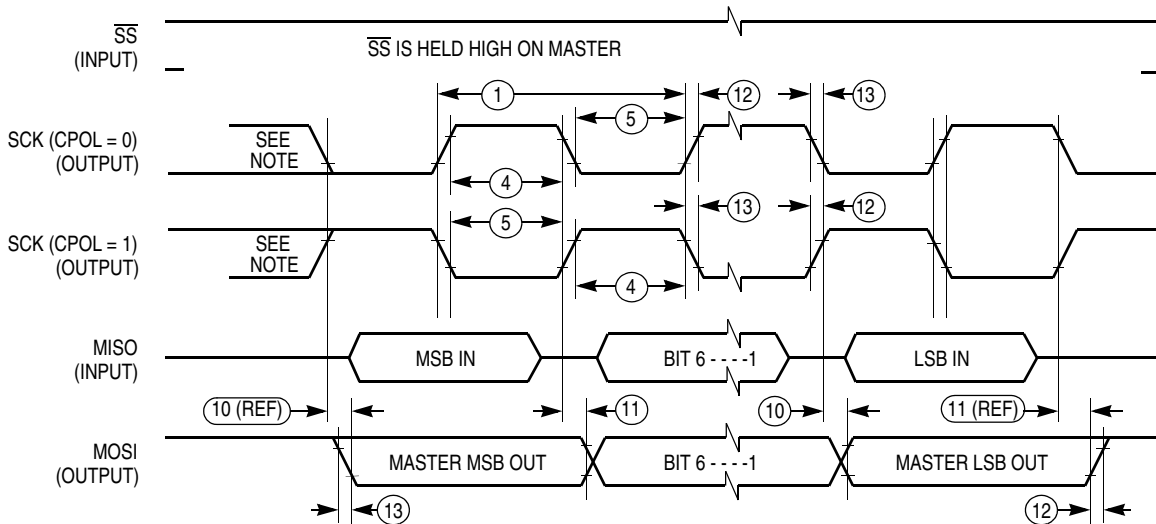 SS
(INPUT)
SS IS HELD HIGH ON MASTER
1
12
13
5
SCK (CPOL = 0)
(OUTPUT)
SEE
NOTE
4
13
12
5
SCK (CPOL = 1)
(OUTPUT)
SEE
NOTE
4
MISO
(INPUT)
MSB IN
BIT 6 - - - -1
LSB IN
10 (REF)
11
10
11 (REF)
MOSI
(OUTPUT)
MASTER MSB OUT
BIT 6 - - - -1
MASTER LSB OUT
13
12